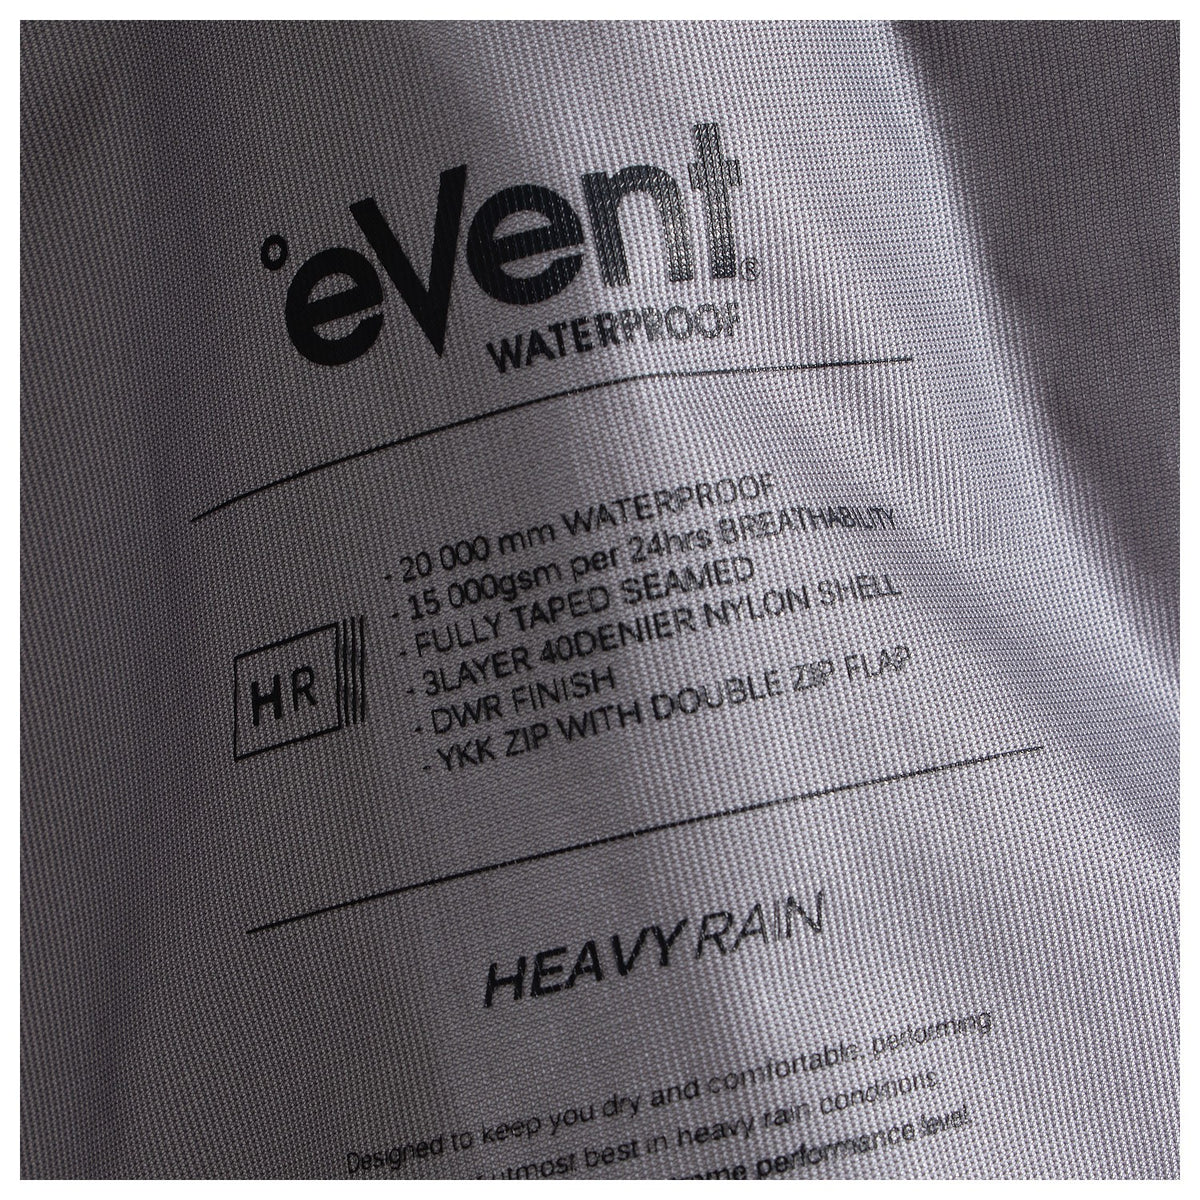 °eVent®
WATERPROOF
- 20 000 mm WATERPROOF
- 15 000gsm per 24hrs BREATHABILITY
- FULLY TAPED SEAMED
- 3LAYER 40DENIER NYLON SHELL
- DWR FINISH
- YKK ZIP WITH DOUBLE ZIP FLAP
HR
HEAVY RAIN
Designed to keep you dry and comfortable, performing
utmost best in heavy rain conditions
performance level